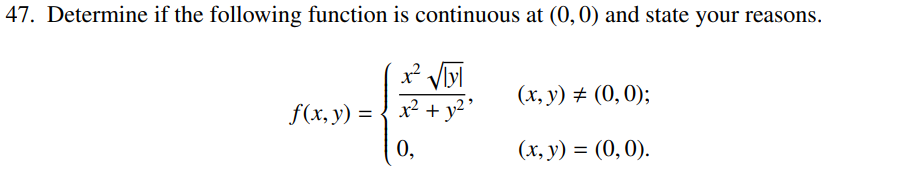 47. Determine if the following function is continuous at (0, 0) and state your reasons.
f(x, y) = { x² √|y| / x² + y², (x, y) ≠ (0, 0);
0, (x, y) = (0, 0).